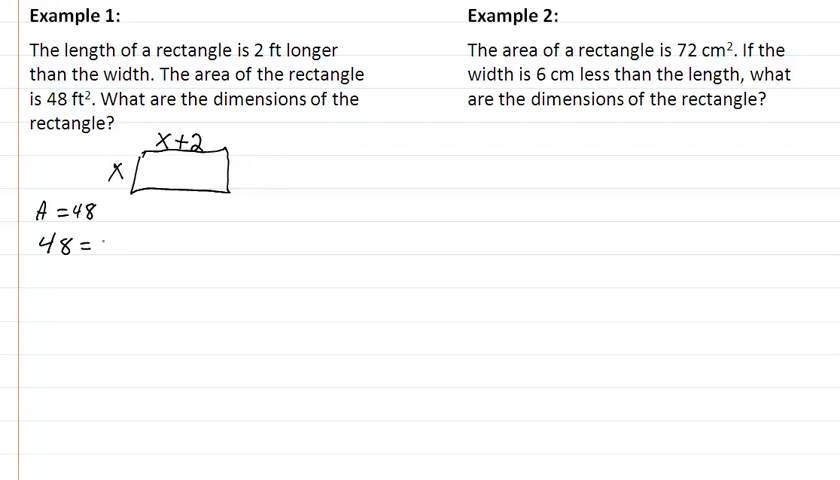 Example 1:
The length of a rectangle is 2 ft longer
than the width. The area of the rectangle
is 48 ft². What are the dimensions of the
rectangle?
x+2
x
A = 48
48 =
Example 2:
The area of a rectangle is 72 cm². If the
width is 6 cm less than the length, what
are the dimensions of the rectangle?